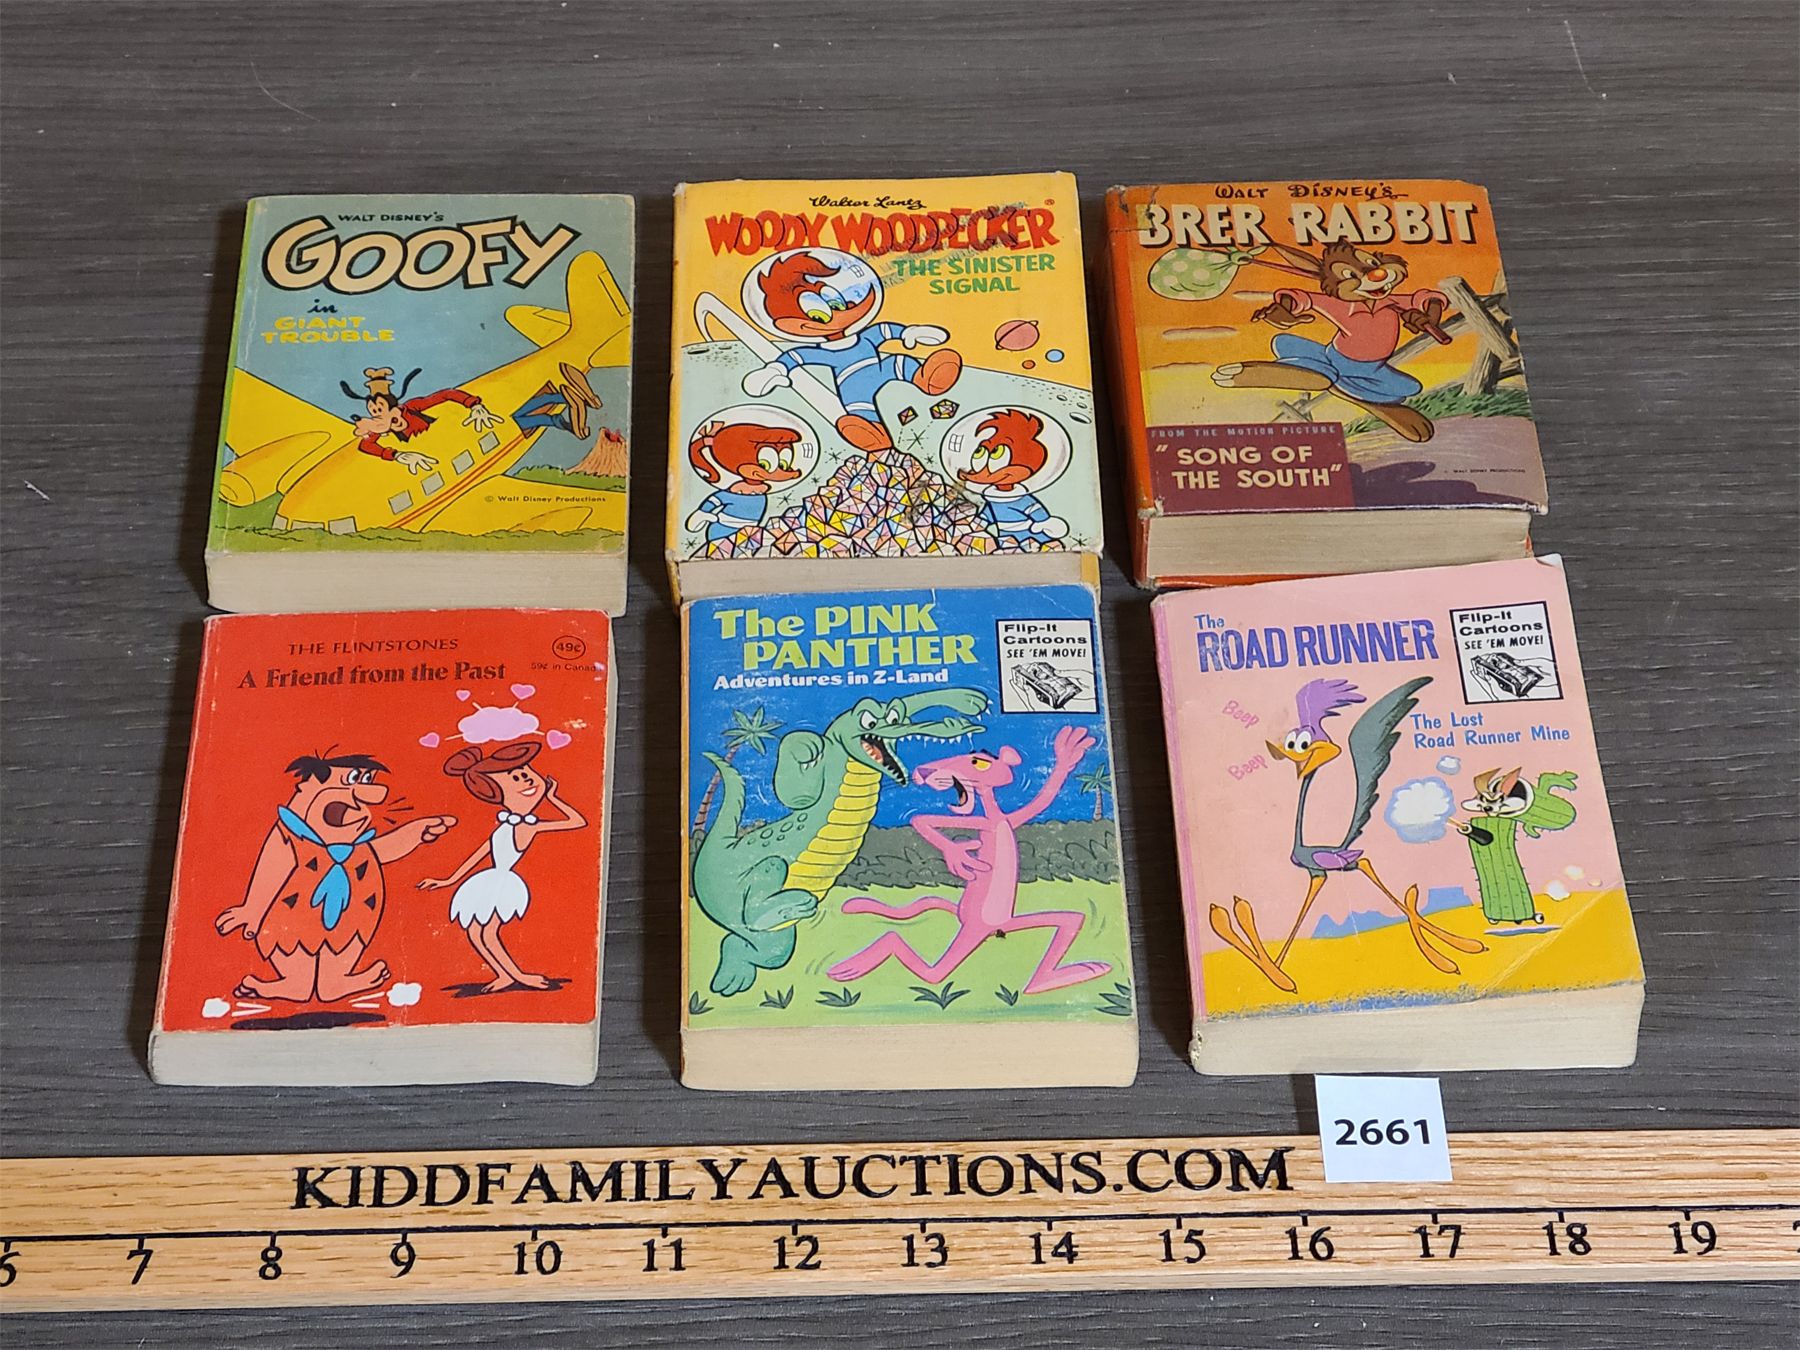 WALT DISNEY'S
GOOFY
in
GIANT
TROUBLE
© Walt Disney Productions
Walter Lantz
WOODY WOODPECKER®
THE SINISTER
SIGNAL
WALT DISNEY'S
BRER RABBIT
FROM THE MOTION PICTURE
"SONG OF
THE SOUTH"
© WALT DISNEY PRODUCTIONS
THE FLINTSTONES
49¢
59¢ in Canada
A Friend from the Past
The PINK
PANTHER
Adventures in Z-Land
Flip-It
Cartoons
SEE 'EM MOVE!
The
ROAD RUNNER
Flip-It
Cartoons
SEE 'EM MOVE!
Beep
Beep
The Lost
Road Runner Mine
2661
KIDDFAMILYAUCTIONS.COM
6 7 8 9 10 11 12 13 14 15 16 17 18 19